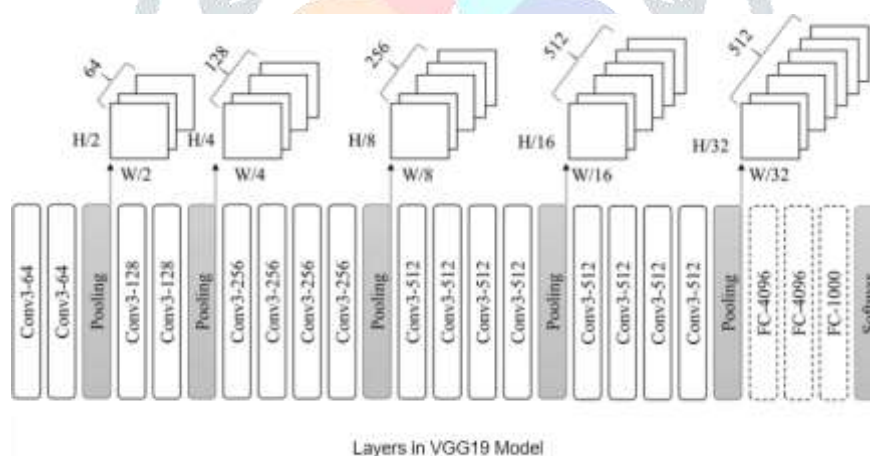 64
128
256
512
512
H/2
H/4
H/8
H/16
H/32
W/2
W/4
W/8
W/16
W/32
Conv3-64
Conv3-64
Pooling
Conv3-128
Conv3-128
Pooling
Conv3-256
Conv3-256
Conv3-256
Conv3-256
Pooling
Conv3-512
Conv3-512
Conv3-512
Conv3-512
Pooling
Conv3-512
Conv3-512
Conv3-512
Conv3-512
Pooling
FC-4096
FC-4096
FC-1000
Layers in VGG19 Model